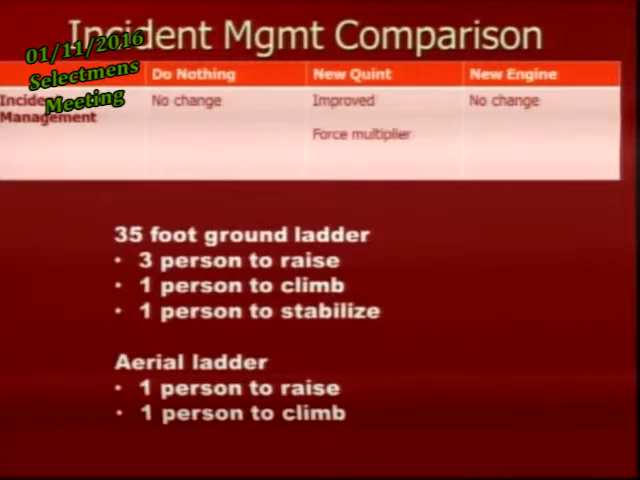 Incident Mgmt Comparison
01/11/2016
Selectmens
Meeting
Do Nothing New Quint New Engine
Management No change Improved No change
Force multiplier
35 foot ground ladder
• 3 person to raise
• 1 person to climb
• 1 person to stabilize
Aerial ladder
• 1 person to raise
• 1 person to climb